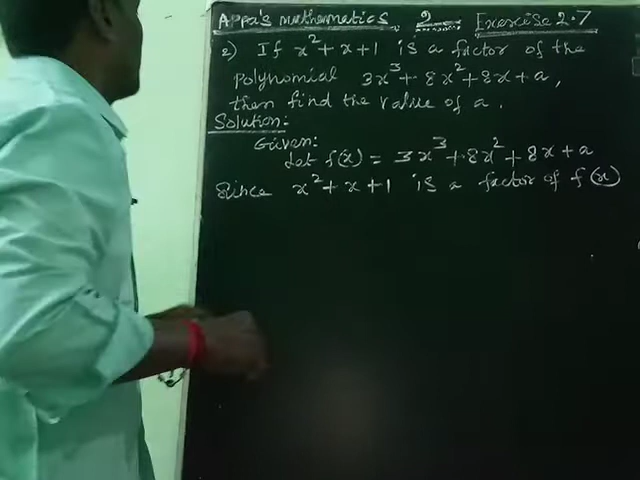 Appa's mathematics 2 Exercise 2.7
2) If x² + x + 1 is a factor of the
polynomial 3x³ + 8x² + 8x + a,
then find the value of a.
Solution:
Given:
Let f(x) = 3x³ + 8x² + 8x + a
Since x² + x + 1 is a factor of f(x)